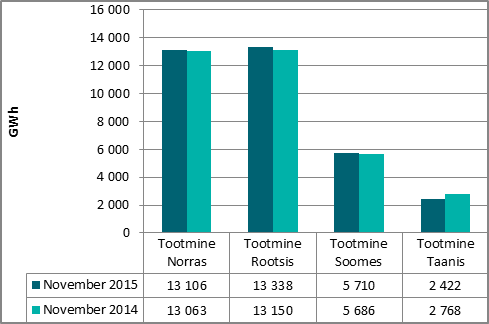 16 000
14 000
12 000
10 000
8 000
6 000
4 000
2 000
0
GWh
Tootmine Norras
Tootmine Rootsis
Tootmine Soomes
Tootmine Taanis
November 2015 13 106 13 338 5 710 2 422
November 2014 13 063 13 150 5 686 2 768